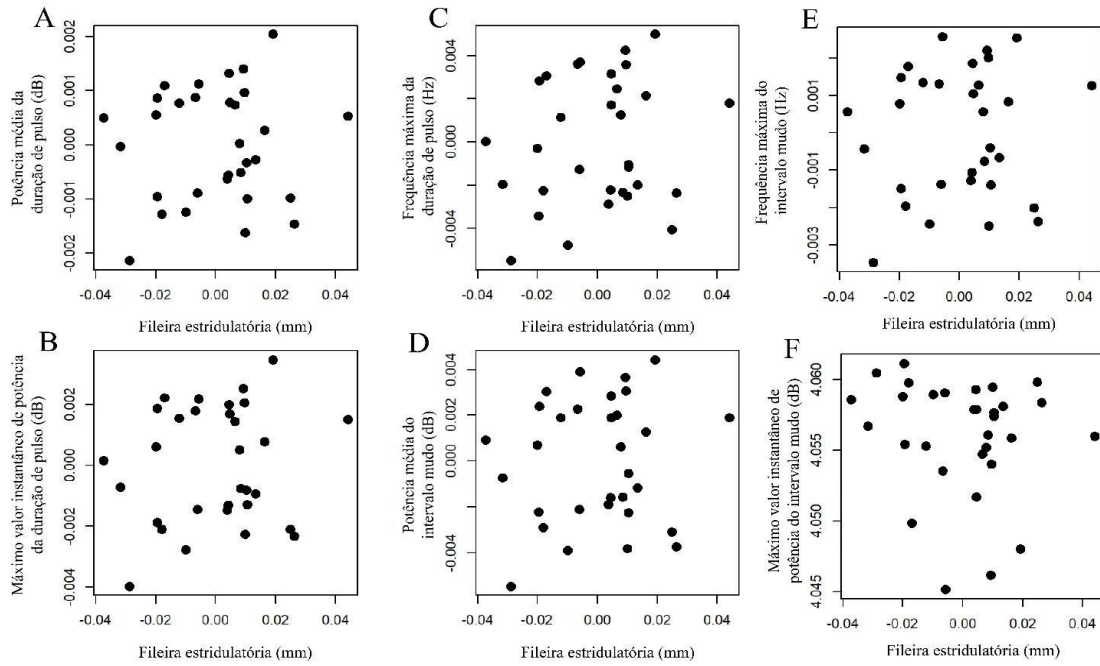 A
Potência média da
duração de pulso (dB)
0.002
0.001
0.000
-0.001
-0.002
-0.04 -0.02 0.00 0.02 0.04
Fileira estridulatória (mm)
C
Frequência máxima da
duração de pulso (Hz)
0.004
0.000
-0.004
-0.04 -0.02 0.00 0.02 0.04
Fileira estridulatória (mm)
E
Frequência máxima do
intervalo mudo (Hz)
0.001
-0.001
-0.003
-0.04 -0.02 0.00 0.02 0.04
Fileira estridulatória (mm)
B
Máximo valor instantâneo de potência
da duração de pulso (dB)
0.002
0.000
-0.002
-0.004
-0.04 -0.02 0.00 0.02 0.04
Fileira estridulatória (mm)
D
Potência média do
intervalo mudo (dB)
0.004
0.002
0.000
-0.004
-0.04 -0.02 0.00 0.02 0.04
Fileira estridulatória (mm)
F
Máximo valor instantâneo de
potência do intervalo mudo (dB)
4.060
4.055
4.050
4.045
-0.04 -0.02 0.00 0.02 0.04
Fileira estridulatória (mm)